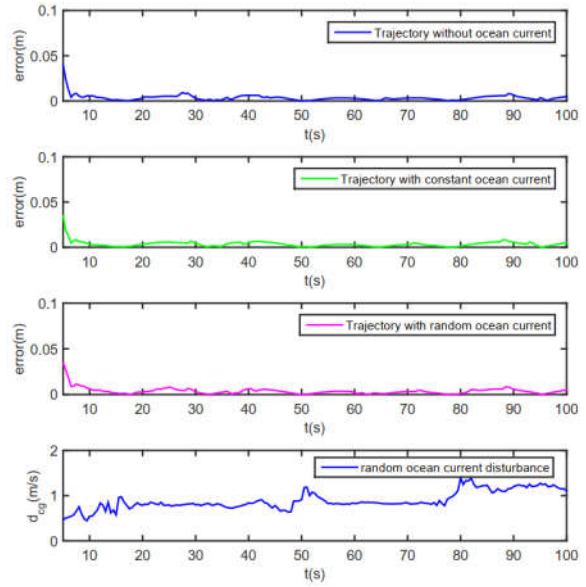 0.1
Trajectory without ocean current
error(m)
0.05
0
10 20 30 40 50 60 70 80 90 100
t(s)
0.1
Trajectory with constant ocean current
error(m)
0.05
0
10 20 30 40 50 60 70 80 90 100
t(s)
0.1
Trajectory with random ocean current
error(m)
0.05
0
10 20 30 40 50 60 70 80 90 100
t(s)
2
random ocean current disturbance
d_cg(m/s)
1
0
10 20 30 40 50 60 70 80 90 100
t(s)